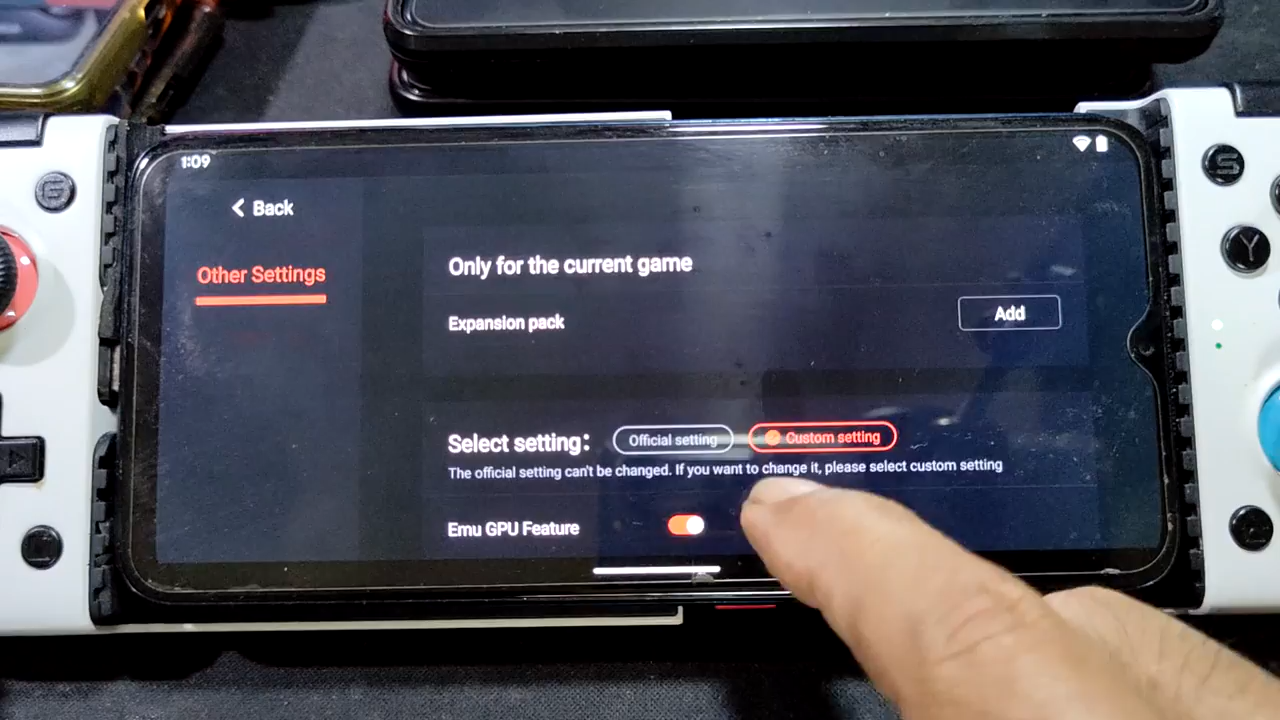 1:09
Back
Other Settings
Only for the current game
Expansion pack
Add
Select setting:
Official setting
Custom setting
The official setting can't be changed. If you want to change it, please select custom setting
Emu GPU Feature
G
S
Y